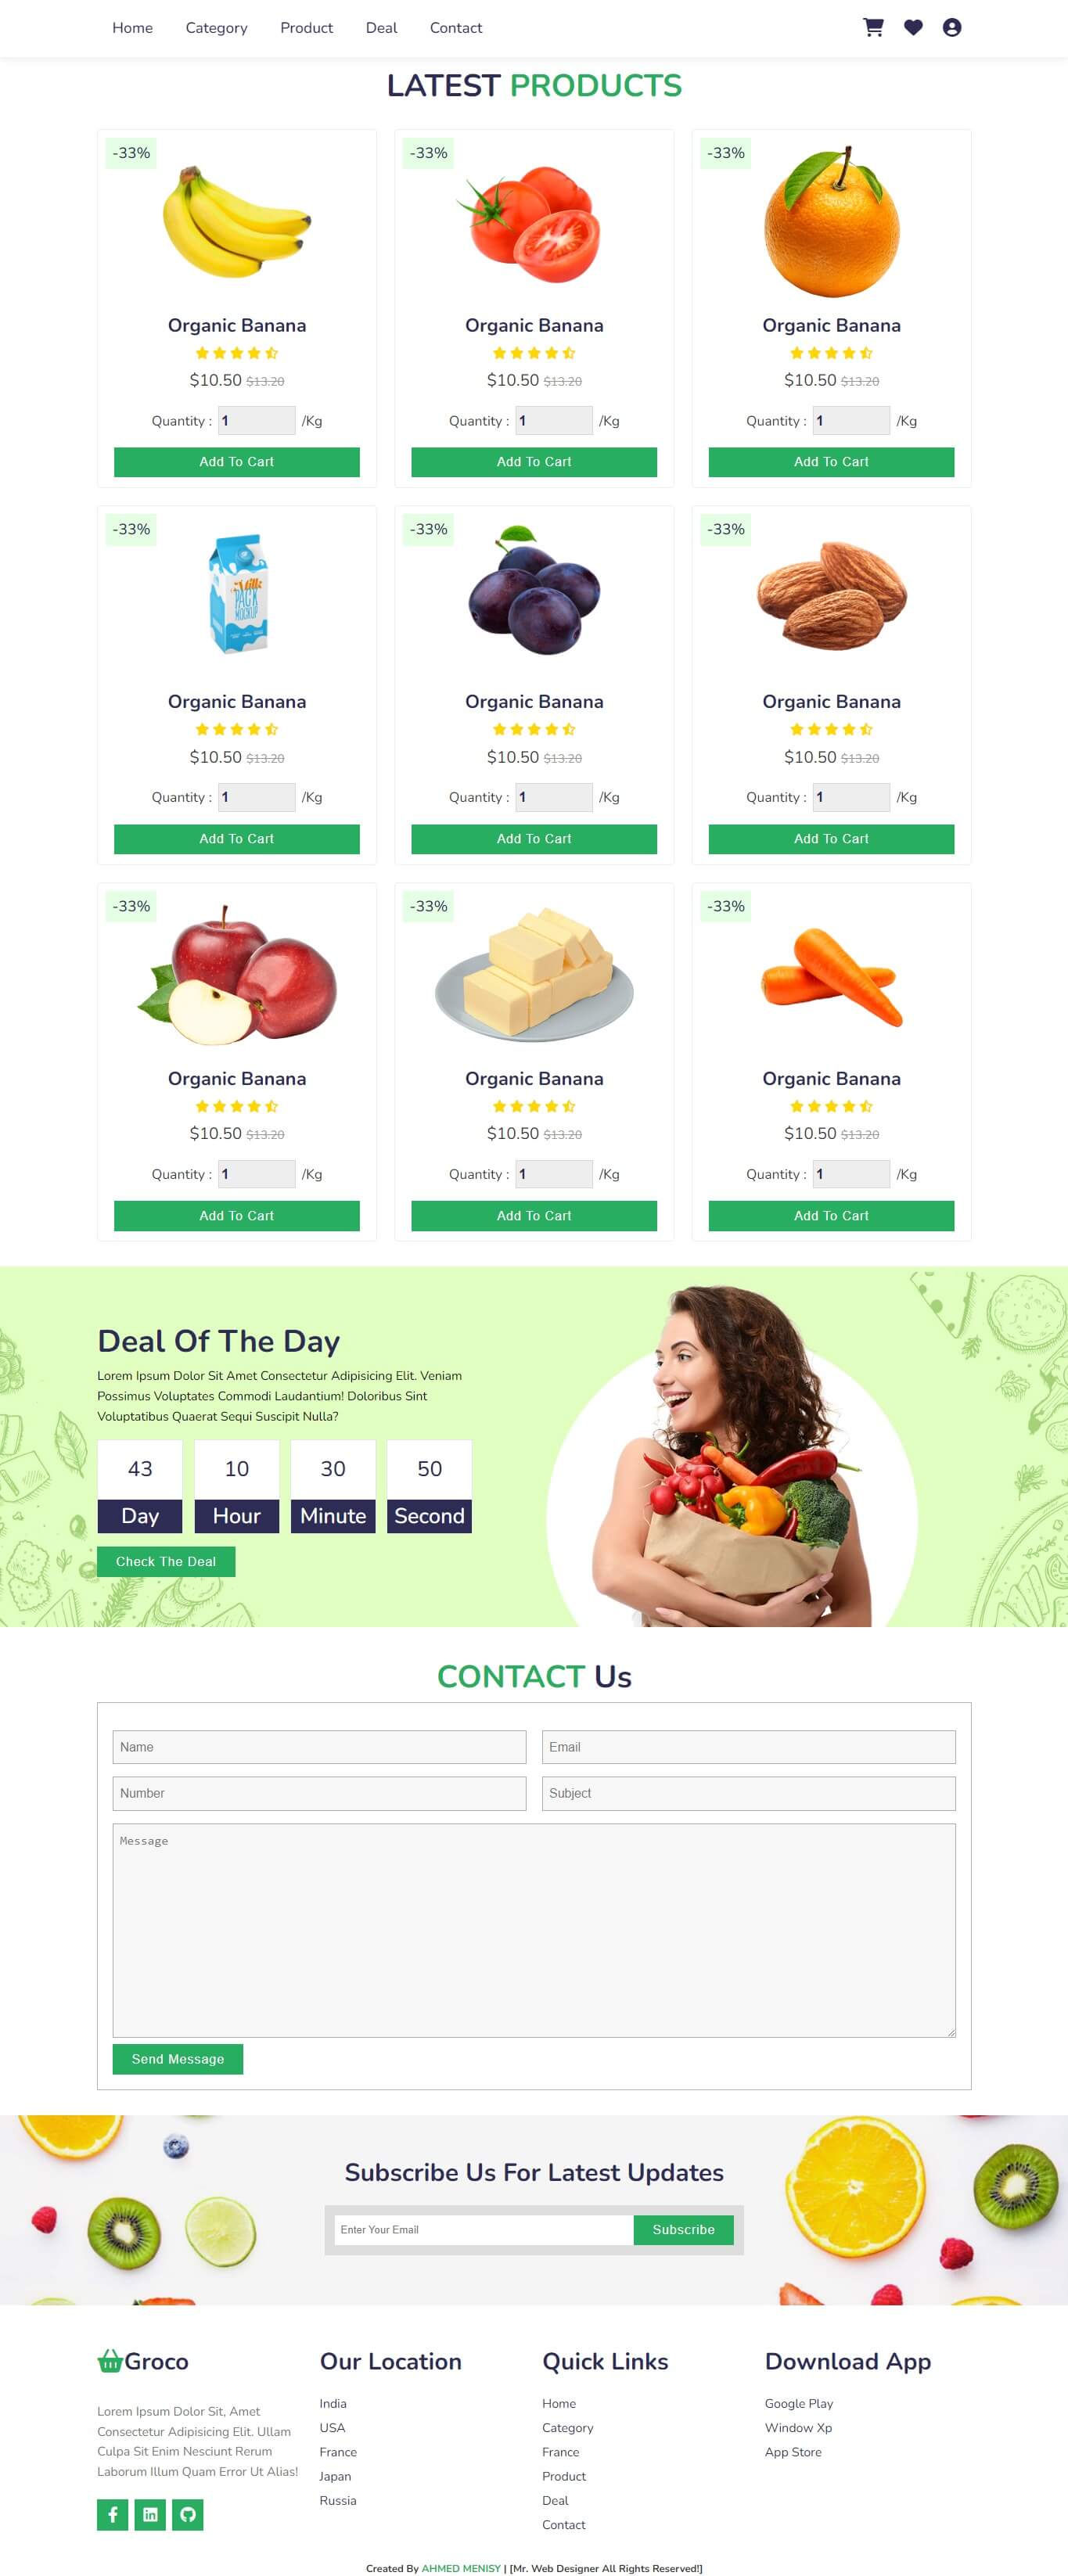 Home Category Product Deal Contact
LATEST PRODUCTS
-33% -33% -33%
Organic Banana Organic Banana Organic Banana
$10.50 $13.20 $10.50 $13.20 $10.50 $13.20
Quantity : 1 /Kg Quantity : 1 /Kg Quantity : 1 /Kg
Add To Cart Add To Cart Add To Cart
-33% -33% -33%
Milk
PACK
MOCKUP
Organic Banana Organic Banana Organic Banana
$10.50 $13.20 $10.50 $13.20 $10.50 $13.20
Quantity : 1 /Kg Quantity : 1 /Kg Quantity : 1 /Kg
Add To Cart Add To Cart Add To Cart
-33% -33% -33%
Organic Banana Organic Banana Organic Banana
$10.50 $13.20 $10.50 $13.20 $10.50 $13.20
Quantity : 1 /Kg Quantity : 1 /Kg Quantity : 1 /Kg
Add To Cart Add To Cart Add To Cart
Deal Of The Day
Lorem Ipsum Dolor Sit Amet Consectetur Adipisicing Elit. Veniam
Possimus Voluptates Commodi Laudantium! Doloribus Sint
Voluptatibus Quaerat Sequi Suscipit Nulla?
43 10 30 50
Day Hour Minute Second
Check The Deal
CONTACT Us
Name Email
Number Subject
Message
Send Message
Subscribe Us For Latest Updates
Enter Your Email Subscribe
Groco
Lorem Ipsum Dolor Sit, Amet
Consectetur Adipisicing Elit. Ullam
Culpa Sit Enim Nesciunt Rerum
Laborum Illum Quam Error Ut Alias!
Our Location
India
USA
France
Japan
Russia
Quick Links
Home
Category
France
Product
Deal
Contact
Download App
Google Play
Window Xp
App Store
Created By AHMED MENISY | [Mr. Web Designer All Rights Reserved!]